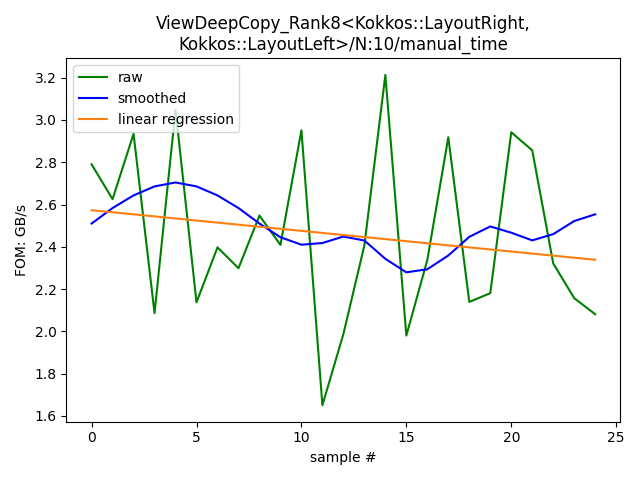 ViewDeepCopy_Rank8<Kokkos::LayoutRight,
Kokkos::LayoutLeft>/N:10/manual_time
raw
smoothed
linear regression
FOM: GB/s
3.2
3.0
2.8
2.6
2.4
2.2
2.0
1.8
1.6
0 5 10 15 20 25
sample #